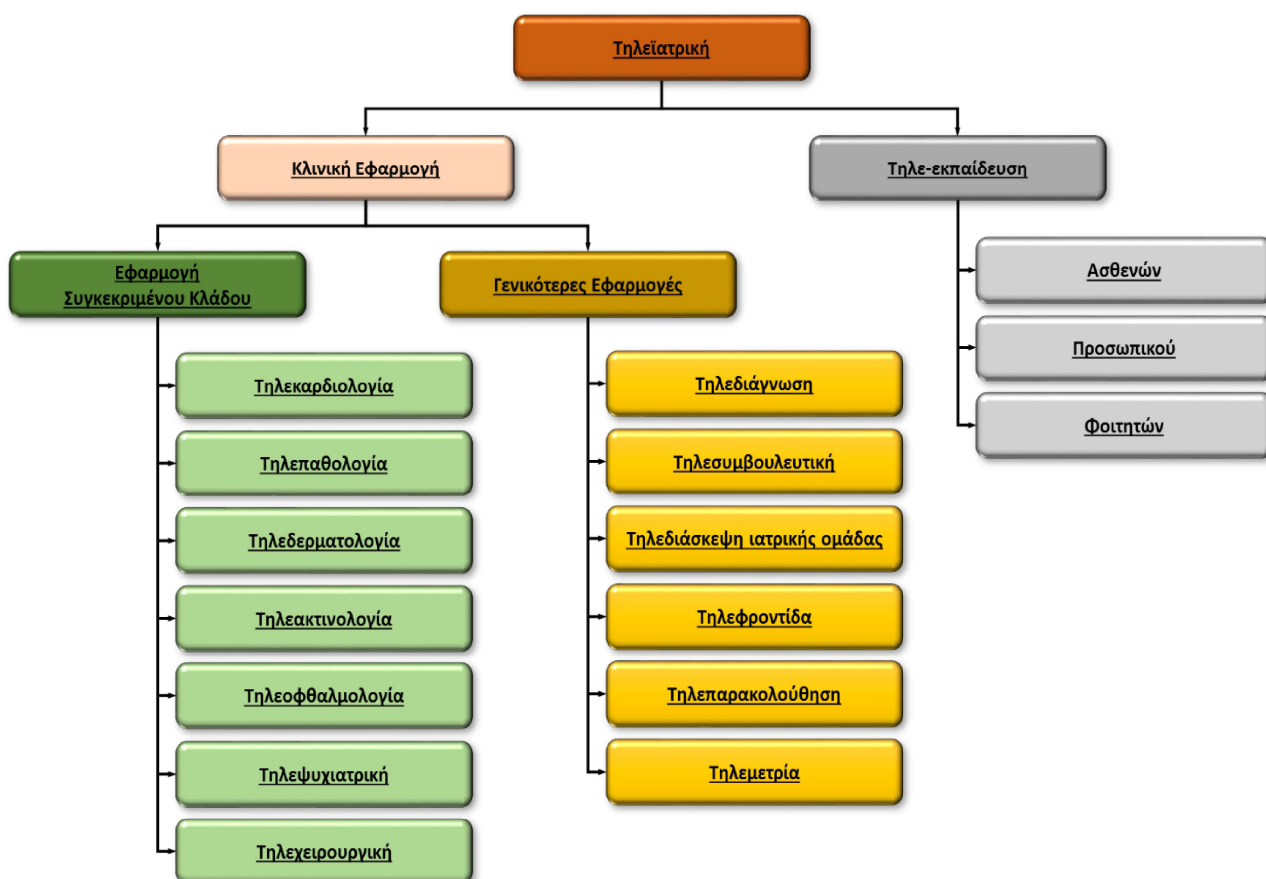 Τηλεϊατρική
Κλινική Εφαρμογή
Τηλε-εκπαίδευση
Εφαρμογή
Συγκεκριμένου Κλάδου
Τηλεκαρδιολογία
Τηλεπαθολογία
Τηλεδερματολογία
Τηλεακτινολογία
Τηλεοφθαλμολογία
Τηλεψυχιατρική
Τηλεχειρουργική
Γενικότερες Εφαρμογές
Τηλεδιάγνωση
Τηλεσυμβουλευτική
Τηλεδιάσκεψη ιατρικής ομάδας
Τηλεφροντίδα
Τηλεπαρακολούθηση
Τηλεμετρία
Ασθενών
Προσωπικού
Φοιτητών